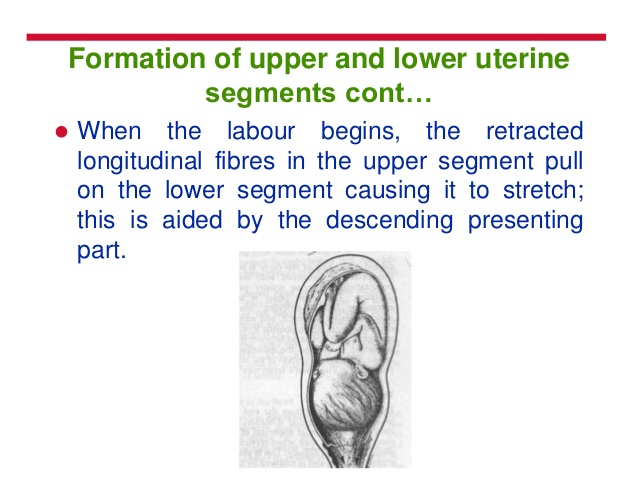 Formation of upper and lower uterine
segments cont…
● When the labour begins, the retracted
longitudinal fibres in the upper segment pull
on the lower segment causing it to stretch;
this is aided by the descending presenting
part.